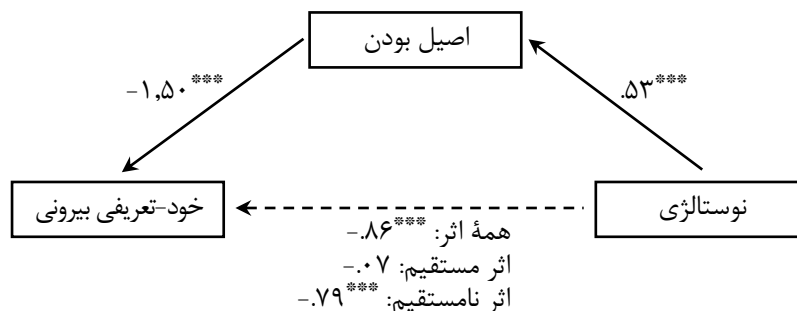 اصیل بودن
-۱,۵۰***
.۵۳***
نوستالژی
خود-تعریفی بیرونی
همهٔ اثر: ***۸۶.-
اثر مستقیم: ۰۷.-
اثر نامستقیم: ***۷۹.-